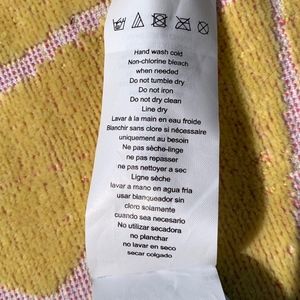 Hand wash cold
Non-chlorine bleach
when needed
Do not tumble dry
Do not iron
Do not dry clean
Line dry
Lavar à la main en eau froide
Blanchir sans clore si nécessaire
uniquement au besoin
Ne pas sèche-linge
ne pas repasser
ne pas nettoyer a sec
Ligne sèche
lavar a mano en agua fria
usar blanqueador sin
cloro solamente
cuando sea necesario
No utilizar secadora
no planchar
no lavar en seco
secar colgado